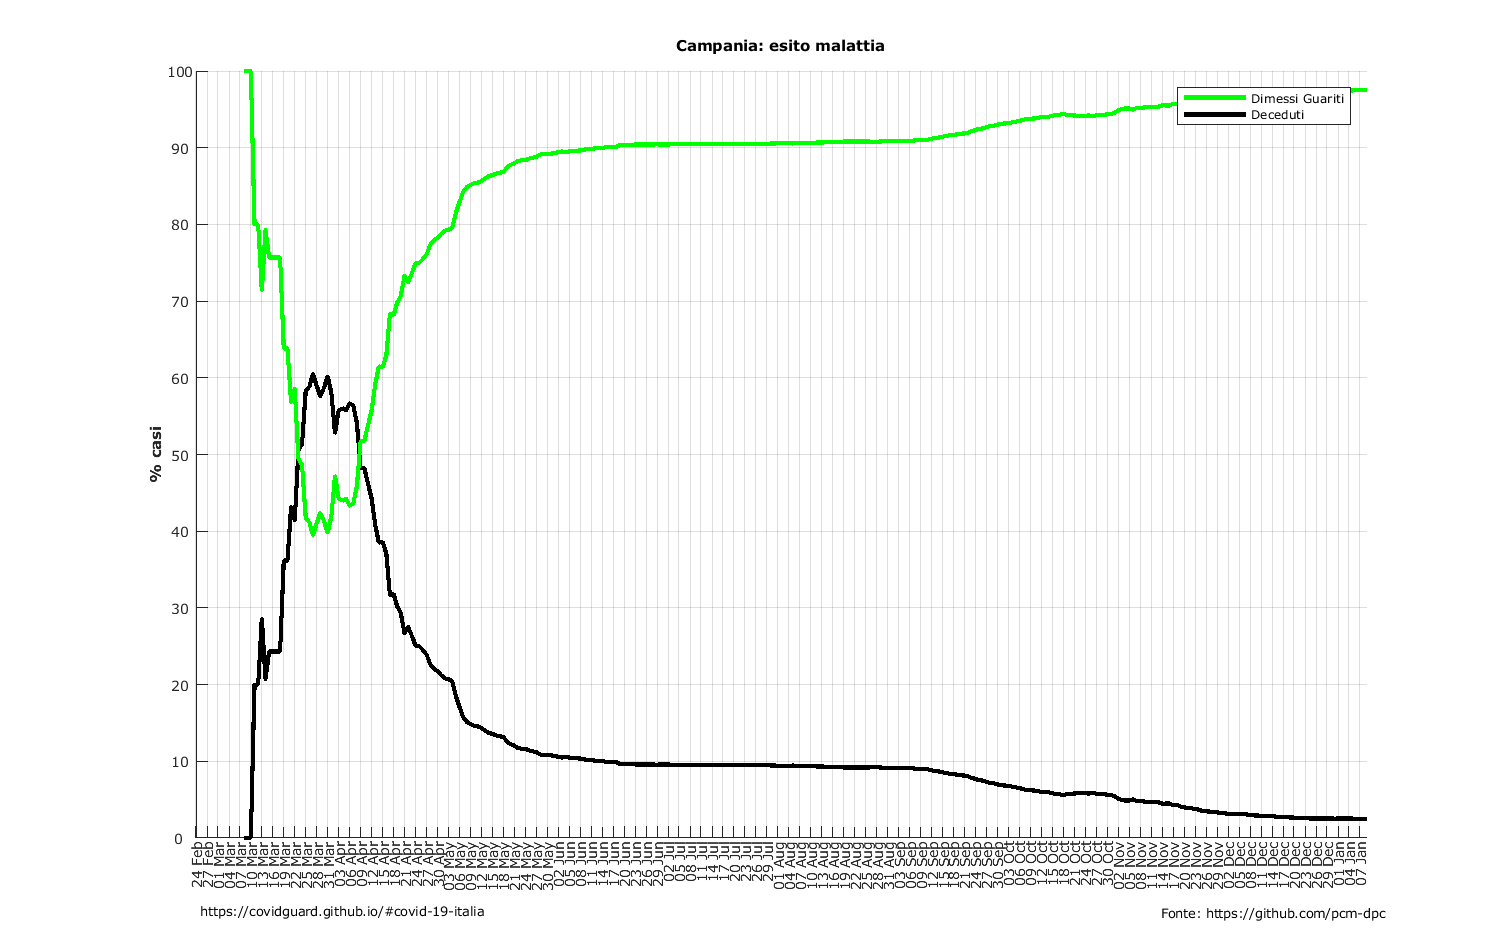 Campania: esito malattia
100
90
80
70
60
50
40
30
20
10
0
% casi
Dimessi Guariti
Deceduti
24 Feb
27 Feb
01 Mar
04 Mar
07 Mar
10 Mar
13 Mar
16 Mar
19 Mar
22 Mar
25 Mar
28 Mar
31 Mar
03 Apr
06 Apr
09 Apr
12 Apr
15 Apr
18 Apr
21 Apr
24 Apr
27 Apr
30 Apr
03 May
06 May
09 May
12 May
15 May
18 May
21 May
24 May
27 May
30 May
02 Jun
05 Jun
08 Jun
11 Jun
14 Jun
17 Jun
20 Jun
23 Jun
26 Jun
29 Jun
02 Jul
05 Jul
08 Jul
11 Jul
14 Jul
17 Jul
20 Jul
23 Jul
26 Jul
29 Jul
01 Aug
04 Aug
07 Aug
10 Aug
13 Aug
16 Aug
19 Aug
22 Aug
25 Aug
28 Aug
31 Aug
03 Sep
06 Sep
09 Sep
12 Sep
15 Sep
18 Sep
21 Sep
24 Sep
27 Sep
30 Sep
03 Oct
06 Oct
09 Oct
12 Oct
15 Oct
18 Oct
21 Oct
24 Oct
27 Oct
30 Oct
02 Nov
05 Nov
08 Nov
11 Nov
14 Nov
17 Nov
20 Nov
23 Nov
26 Nov
29 Nov
02 Dec
05 Dec
08 Dec
11 Dec
14 Dec
17 Dec
20 Dec
23 Dec
26 Dec
29 Dec
01 Jan
04 Jan
07 Jan
https://covidguard.github.io/#covid-19-italia
Fonte: https://github.com/pcm-dpc